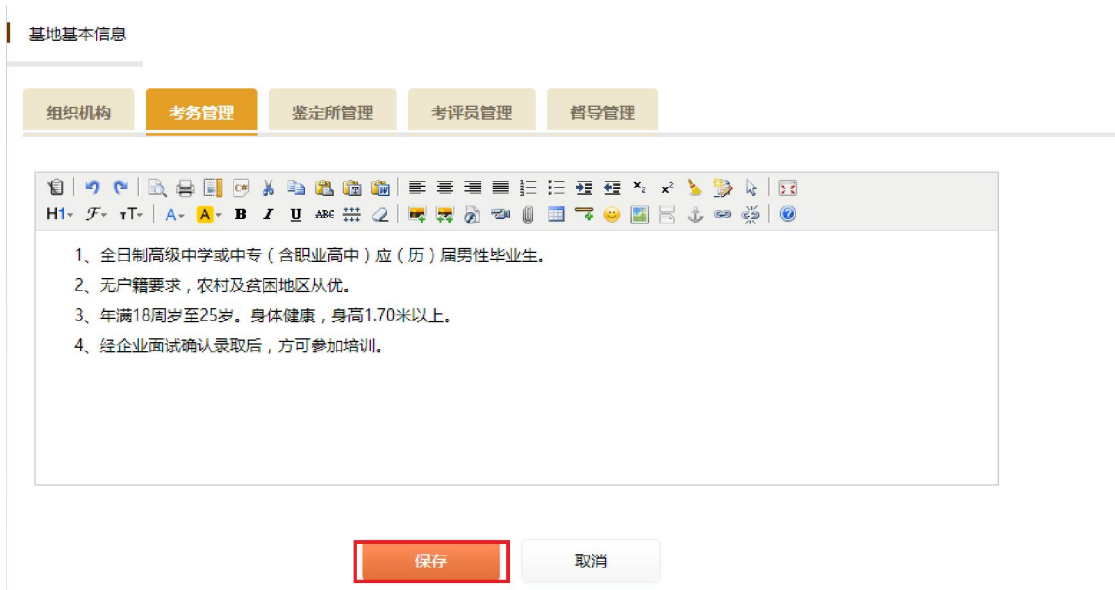 基地基本信息
组织机构 考务管理 鉴定所管理 考评员管理 督导管理
H1 F тT A A B I U ABC
1、全日制高级中学或中专（含职业高中）应（历）届男性毕业生。
2、无户籍要求，农村及贫困地区从优。
3、年满18周岁至25岁。身体健康，身高1.70米以上。
4、经企业面试确认录取后，方可参加培训。
保存 取消